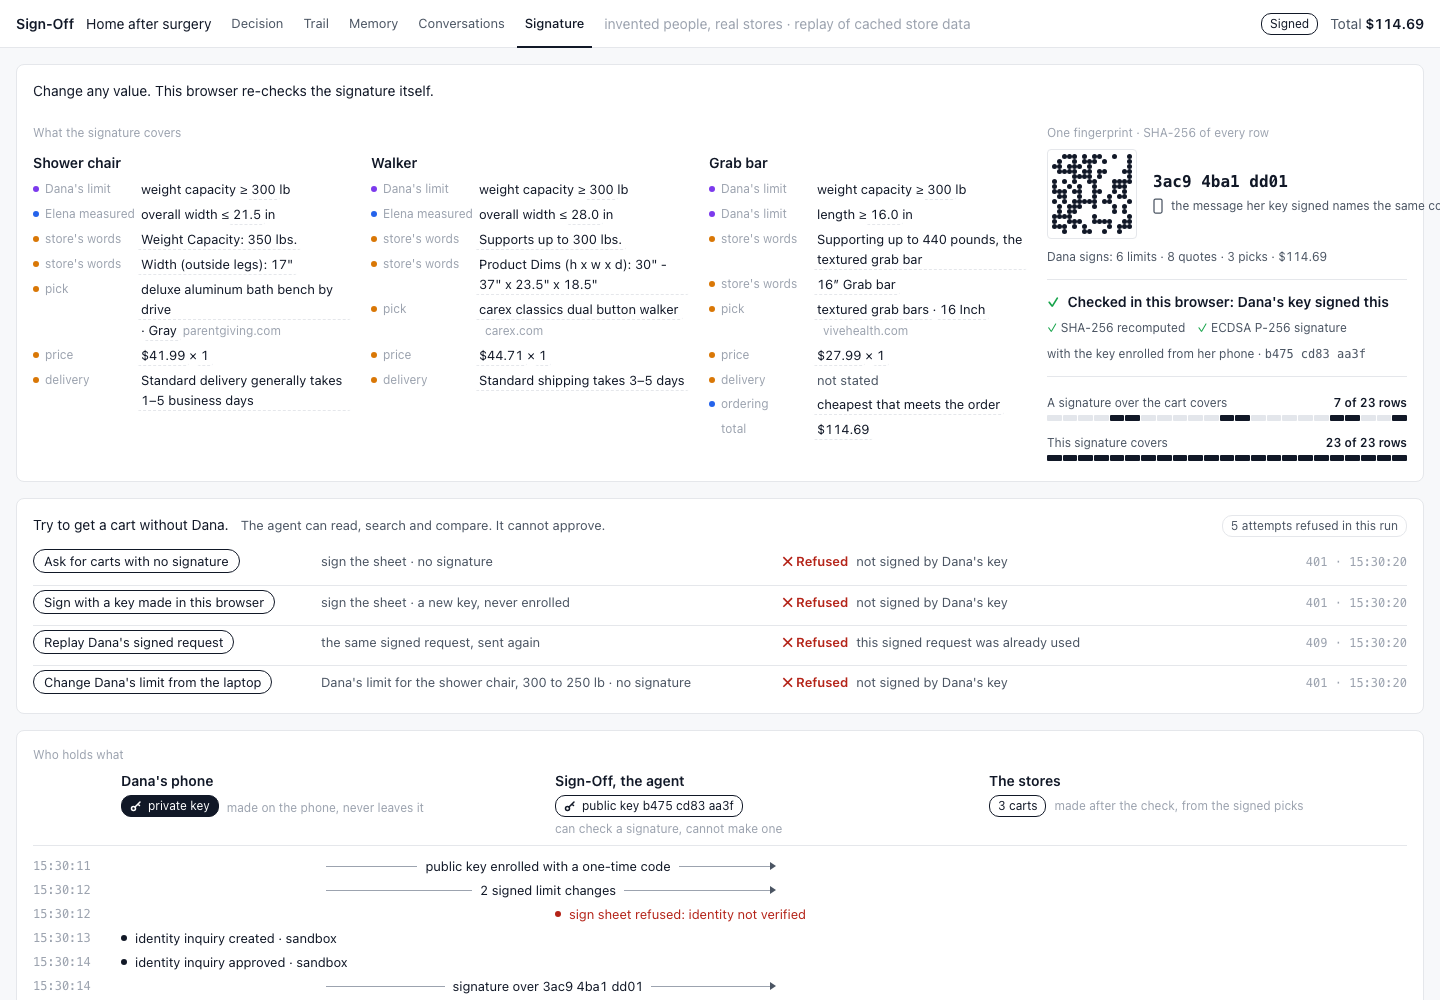 Sign-Off Home after surgery Decision Trail Memory Conversations Signature invented people, real stores · replay of cached store data Signed Total $114.69
Change any value. This browser re-checks the signature itself.
What the signature covers
Shower chair
Dana's limit weight capacity ≥ 300 lb
Elena measured overall width ≤ 21.5 in
store's words Weight Capacity: 350 lbs.
store's words Width (outside legs): 17"
pick deluxe aluminum bath bench by
drive
· Gray parentgiving.com
price $41.99 × 1
delivery Standard delivery generally takes
1–5 business days
Walker
Dana's limit weight capacity ≥ 300 lb
Elena measured overall width ≤ 28.0 in
store's words Supports up to 300 lbs.
store's words Product Dims (h x w x d): 30" -
37" x 23.5" x 18.5"
pick carex classics dual button walker
carex.com
price $44.71 × 1
delivery Standard shipping takes 3–5 days
Grab bar
Dana's limit weight capacity ≥ 300 lb
Dana's limit length ≥ 16.0 in
store's words Supporting up to 440 pounds, the
textured grab bar
store's words 16″ Grab bar
pick textured grab bars · 16 Inch
vivehealth.com
price $27.99 × 1
delivery not stated
ordering cheapest that meets the order
total $114.69
One fingerprint · SHA-256 of every row
3ac9 4ba1 dd01
the message her key signed names the same
Dana signs: 6 limits · 8 quotes · 3 picks · $114.69
Checked in this browser: Dana's key signed this
SHA-256 recomputed ECDSA P-256 signature
with the key enrolled from her phone · b475 cd83 aa3f
A signature over the cart covers 7 of 23 rows
This signature covers 23 of 23 rows
Try to get a cart without Dana. The agent can read, search and compare. It cannot approve. 5 attempts refused in this run
Ask for carts with no signature sign the sheet · no signature Refused not signed by Dana's key 401 · 15:30:20
Sign with a key made in this browser sign the sheet · a new key, never enrolled Refused not signed by Dana's key 401 · 15:30:20
Replay Dana's signed request the same signed request, sent again Refused this signed request was already used 409 · 15:30:20
Change Dana's limit from the laptop Dana's limit for the shower chair, 300 to 250 lb · no signature Refused not signed by Dana's key 401 · 15:30:20
Who holds what
Dana's phone
private key made on the phone, never leaves it
Sign-Off, the agent
public key b475 cd83 aa3f
can check a signature, cannot make one
The stores
3 carts made after the check, from the signed picks
15:30:11 public key enrolled with a one-time code
15:30:12 2 signed limit changes
15:30:12 sign sheet refused: identity not verified
15:30:13 identity inquiry created · sandbox
15:30:14 identity inquiry approved · sandbox
15:30:14 signature over 3ac9 4ba1 dd01